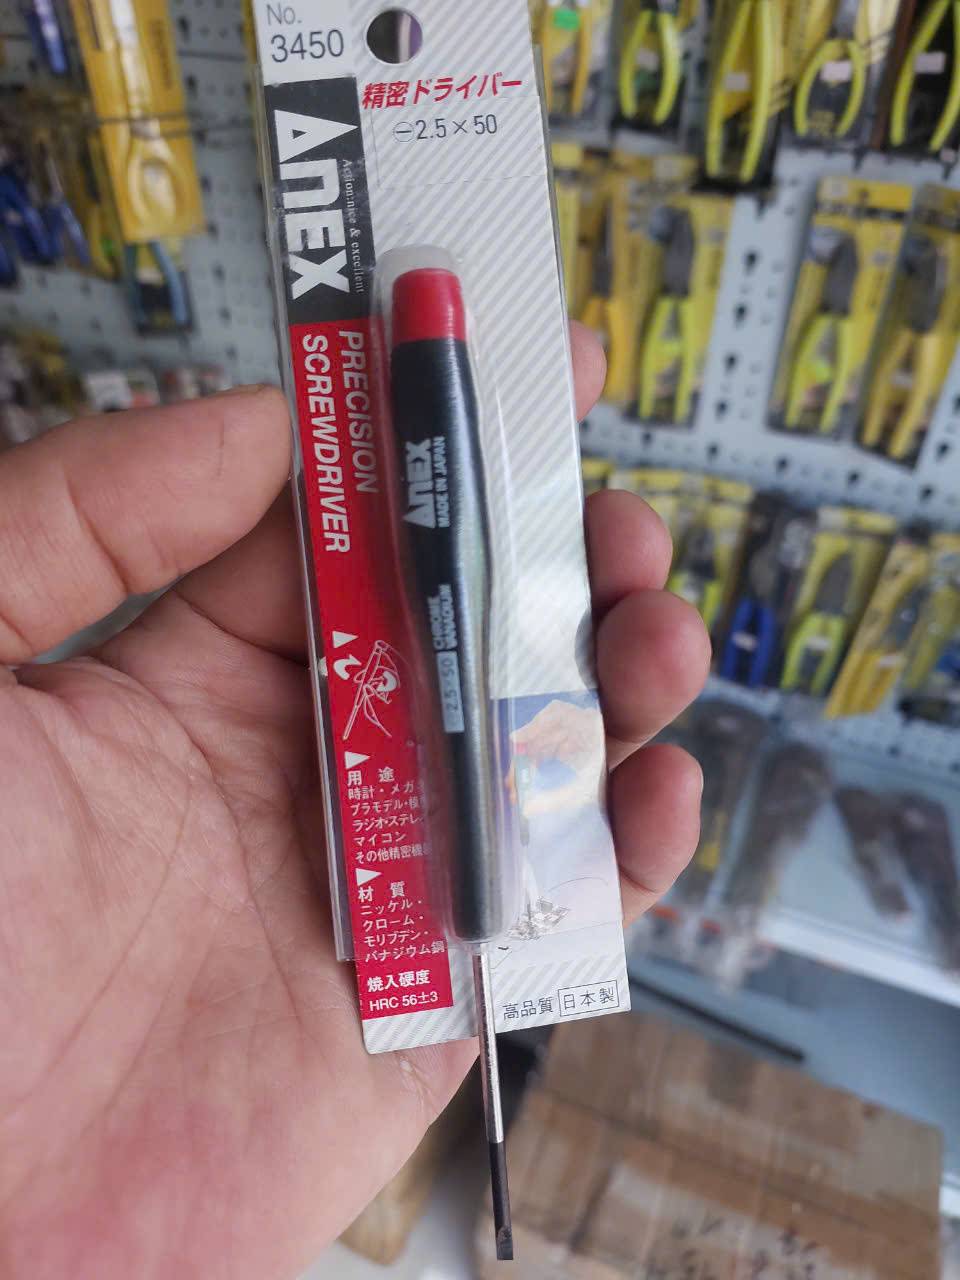 No.
3450
ANEX
Action:nice & excellent
精密ドライバー
⊖2.5×50
PRECISION
SCREWDRIVER
ANEX
MADE IN JAPAN
CHROME
VANADIUM
2.5 50
用 途
時計・メガ
プラモデル・模
ラジオ・ステレ
マイコン
その他精密機
材 質
ニッケル・
クローム・
モリブデン・
バナジウム鋼
焼入硬度
HRC 56±3
高品質 日本製